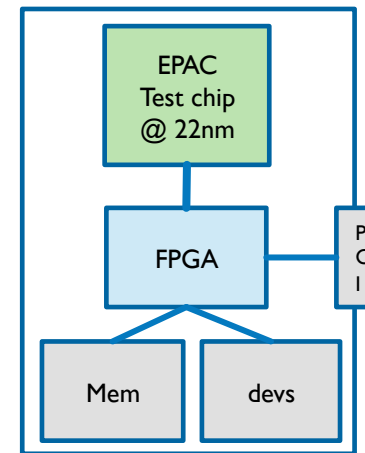 EPAC
Test chip
@ 22nm
FPGA
P
C
I
Mem
devs